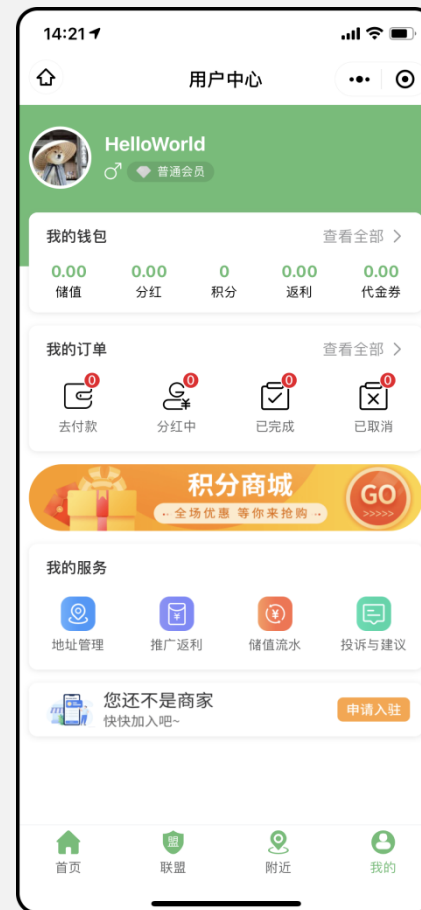 14:21
用户中心
HelloWorld
普通会员
我的钱包 查看全部
0.00 0.00 0 0.00 0.00
储值 分红 积分 返利 代金券
我的订单 查看全部
0 0 0 0
去付款 分红中 已完成 已取消
积分商城
全场优惠 等你来抢购
GO
>>>>>
我的服务
地址管理 推广返利 储值流水 投诉与建议
您还不是商家
快快加入吧~
申请入驻
盟
首页 联盟 附近 我的